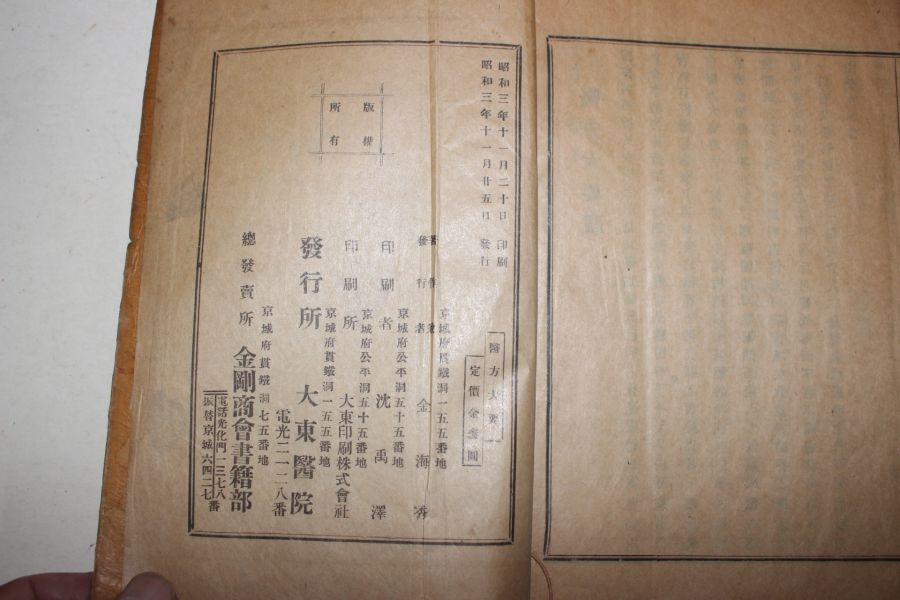 昭和三年十一月二十日 印刷
昭和三年十一月廿五日 發行
醫方大要
定價金壹圓
版權
所有
京城府貫鐵洞一五五番地
發行者 金海秀
京城府公平洞五十五番地
印刷者 沈禹澤
京城府公平洞五十五番地
印刷所 大東印刷株式會社
京城府貫鐵洞一五五番地
發行所 大東醫院
電光二一一八番
京城府貫鐵洞七五番地
總發賣所 金剛商會書籍部
電話光化門一三七八番
振替京城六四二七番